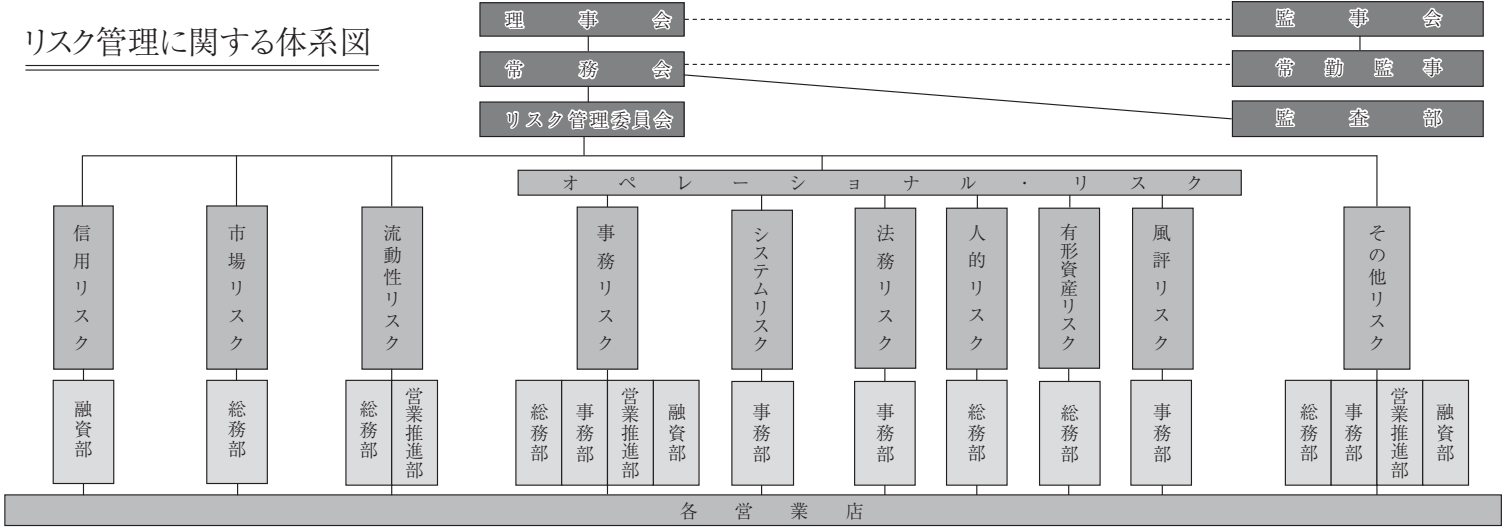 リスク管理に関する体系図
理事会
監事会
常務会
常勤監事
リスク管理委員会
監査部
オペレーショナル・リスク
信用リスク
市場リスク
流動性リスク
事務リスク
システムリスク
法務リスク
人的リスク
有形資産リスク
風評リスク
その他リスク
融資部
総務部
総務部
営業推進部
総務部
事務部
営業推進部
融資部
事務部
事務部
総務部
総務部
事務部
総務部
事務部
営業推進部
融資部
各営業店